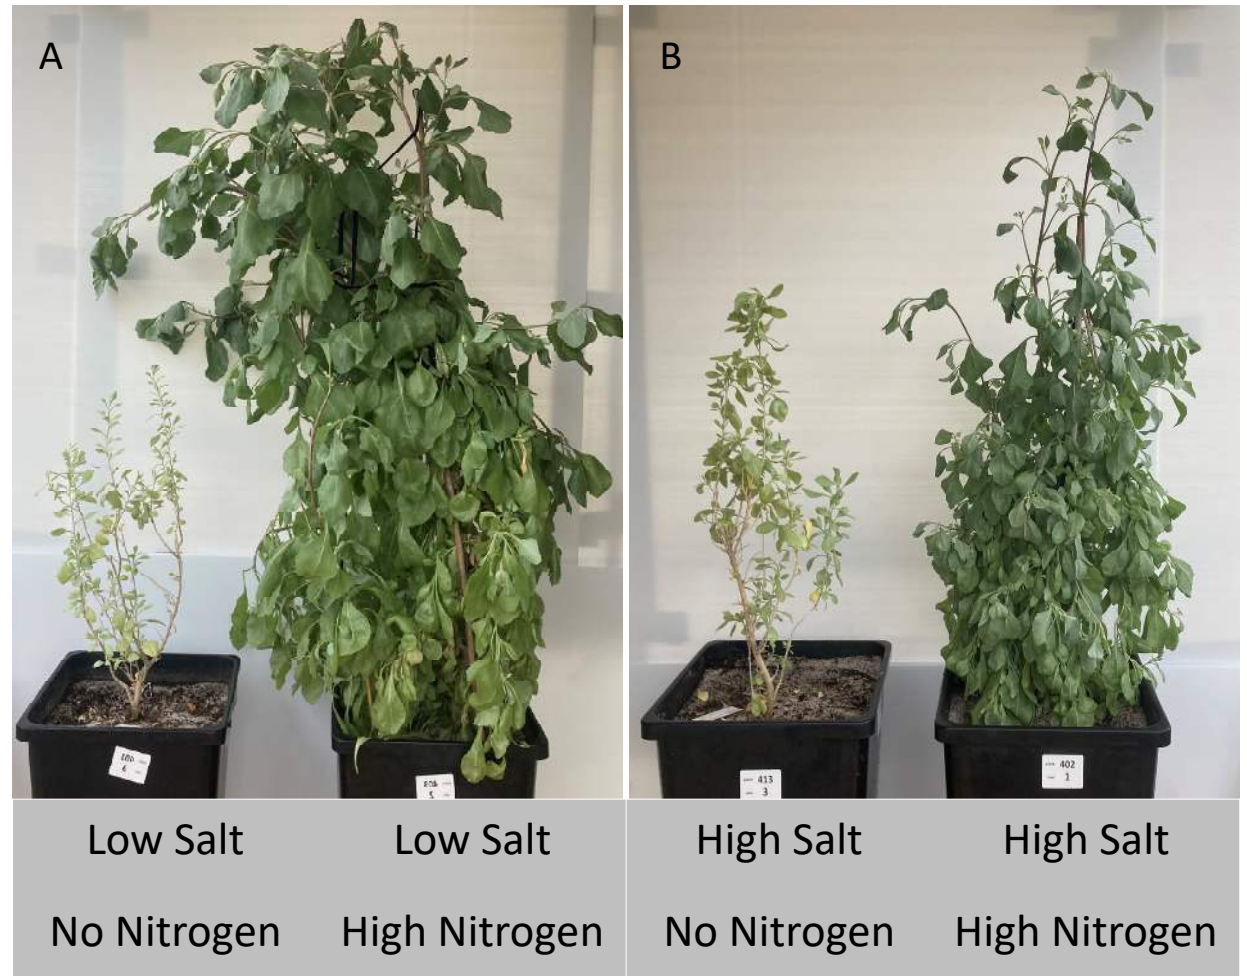 A
B
413
3
402
1
Low Salt
Low Salt
High Salt
High Salt
No Nitrogen
High Nitrogen
No Nitrogen
High Nitrogen